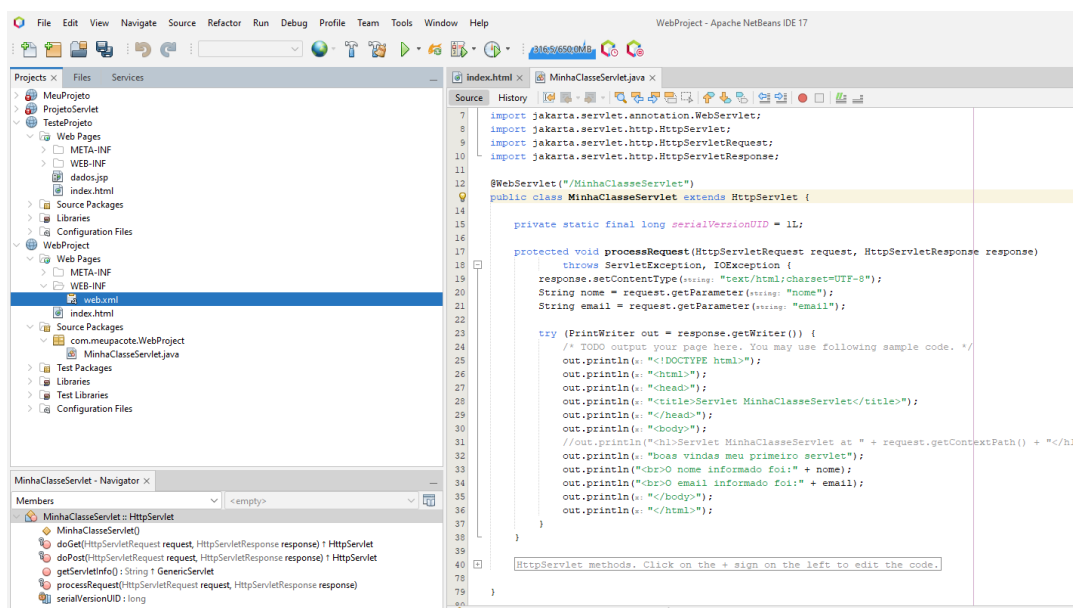 File Edit View Navigate Source Refactor Run Debug Profile Team Tools Window Help WebProject - Apache NetBeans IDE 17
316,5/650,0MB
Projects Files Services
MeuProjeto
ProjetoServlet
TesteProjeto
Web Pages
META-INF
WEB-INF
dados.jsp
index.html
Source Packages
Libraries
Configuration Files
WebProject
Web Pages
META-INF
WEB-INF
web.xml
index.html
Source Packages
com.meupacote.WebProject
MinhaClasseServlet.java
Test Packages
Libraries
Test Libraries
Configuration Files
MinhaClasseServlet - Navigator
Members <empty>
MinhaClasseServlet :: HttpServlet
MinhaClasseServlet()
doGet(HttpServletRequest request, HttpServletResponse response) ↑ HttpServlet
doPost(HttpServletRequest request, HttpServletResponse response) ↑ HttpServlet
getServletInfo() : String ↑ GenericServlet
processRequest(HttpServletRequest request, HttpServletResponse response)
serialVersionUID : long
index.html MinhaClasseServlet.java
Source History
7 import jakarta.servlet.annotation.WebServlet;
8 import jakarta.servlet.http.HttpServlet;
9 import jakarta.servlet.http.HttpServletRequest;
10 import jakarta.servlet.http.HttpServletResponse;
11
12 @WebServlet("/MinhaClasseServlet")
public class MinhaClasseServlet extends HttpServlet {
14
15 private static final long serialVersionUID = 1L;
16
17 protected void processRequest(HttpServletRequest request, HttpServletResponse response)
18 throws ServletException, IOException {
19 response.setContentType(string: "text/html;charset=UTF-8");
20 String nome = request.getParameter(string: "nome");
21 String email = request.getParameter(string: "email");
22
23 try (PrintWriter out = response.getWriter()) {
24 /* TODO output your page here. You may use following sample code. */
25 out.println(x: "<!DOCTYPE html>");
26 out.println(x: "<html>");
27 out.println(x: "<head>");
28 out.println(x: "<title>Servlet MinhaClasseServlet</title>");
29 out.println(x: "</head>");
30 out.println(x: "<body>");
31 //out.println("<h1>Servlet MinhaClasseServlet at " + request.getContextPath() + "</h1
32 out.println(x: "boas vindas meu primeiro servlet");
33 out.println("<br>O nome informado foi:" + nome);
34 out.println("<br>O email informado foi:" + email);
35 out.println(x: "</body>");
36 out.println(x: "</html>");
37 }
38 }
39
40 HttpServlet methods. Click on the + sign on the left to edit the code.
78
79 }